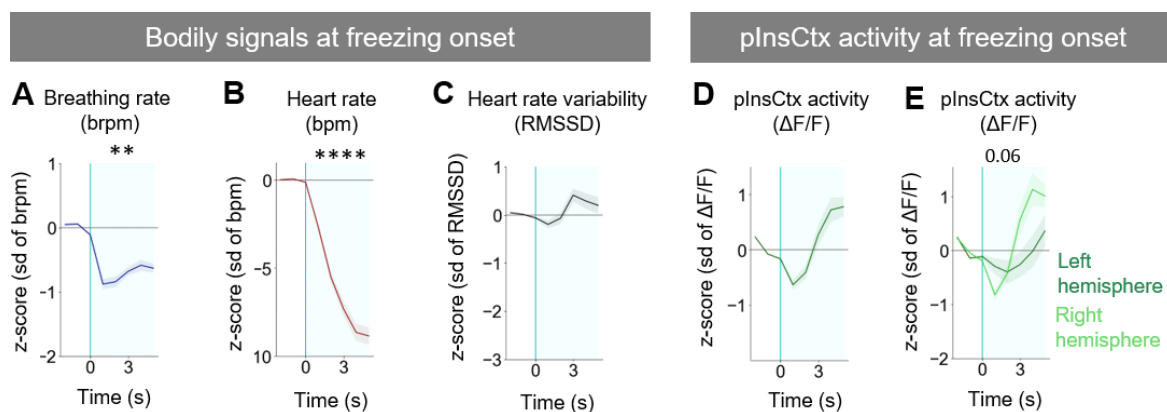 Bodily signals at freezing onset
pInsCtx activity at freezing onset
A
Breathing rate
(brpm)
**
z-score (sd of brpm)
1
0
−1
−2
0
3
Time (s)
B
Heart rate
(bpm)
****
z-score (sd of bpm)
0
−5
10
0
3
Time (s)
C
Heart rate variability
(RMSSD)
z-score (sd of RMSSD)
1
0
−1
−2
−3
0
3
Time (s)
D
pInsCtx activity
(ΔF/F)
z-score (sd of ΔF/F)
1
0
−1
0
3
Time (s)
E
pInsCtx activity
(ΔF/F)
0.06
z-score (sd of ΔF/F)
1
0
−1
−2
0
3
Time (s)
Left
hemisphere
Right
hemisphere